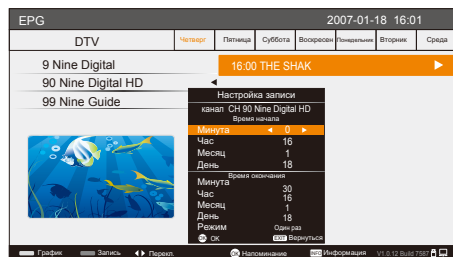 EPG 2007-01-18 16:01
DTV Четверг Пятница Суббота Воскресен Понедельник Вторник Среда
9 Nine Digital 16:00 THE SHAK
90 Nine Digital HD
99 Nine Guide
Настройка записи
канал CH 90 Nine Digital HD
Время начала
Минута 0
Час 16
Месяц 1
День 18
Время окончания
Минута 30
Час 16
Месяц 1
День 18
Режим Один раз
OK OK EXIT Вернуться
График Запись Перекл. OK Напоминание INFO Информация V1.0.12 Build 7587